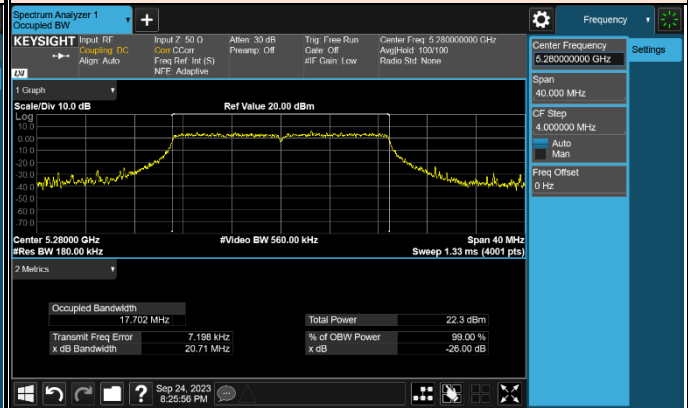 Spectrum Analyzer 1
Occupied BW
+
Frequency
KEYSIGHT
Input: RF
Coupling: DC
Align: Auto
Input Z: 50 Ω
Corr CCorr
Freq Ref: Int (S)
NFE: Adaptive
Atten: 30 dB
Preamp: Off
Trig: Free Run
Gate: Off
#IF Gain: Low
Center Freq: 5.280000000 GHz
Avg|Hold: 100/100
Radio Std: None
LXI
Center Frequency
5.280000000 GHz
Settings
Span
40.000 MHz
CF Step
4.000000 MHz
Auto
Man
Freq Offset
0 Hz
1 Graph
Scale/Div 10.0 dB
Ref Value 20.00 dBm
Log
10.0
0.00
-10.0
-20.0
-30.0
-40.0
-50.0
-60.0
-70.0
Center 5.28000 GHz
#Video BW 560.00 kHz
Span 40 MHz
#Res BW 180.00 kHz
Sweep 1.33 ms (4001 pts)
2 Metrics
Occupied Bandwidth
17.702 MHz
Total Power 22.3 dBm
Transmit Freq Error 7.198 kHz
% of OBW Power 99.00 %
x dB Bandwidth 20.71 MHz
x dB -26.00 dB
?
Sep 24, 2023
8:25:56 PM